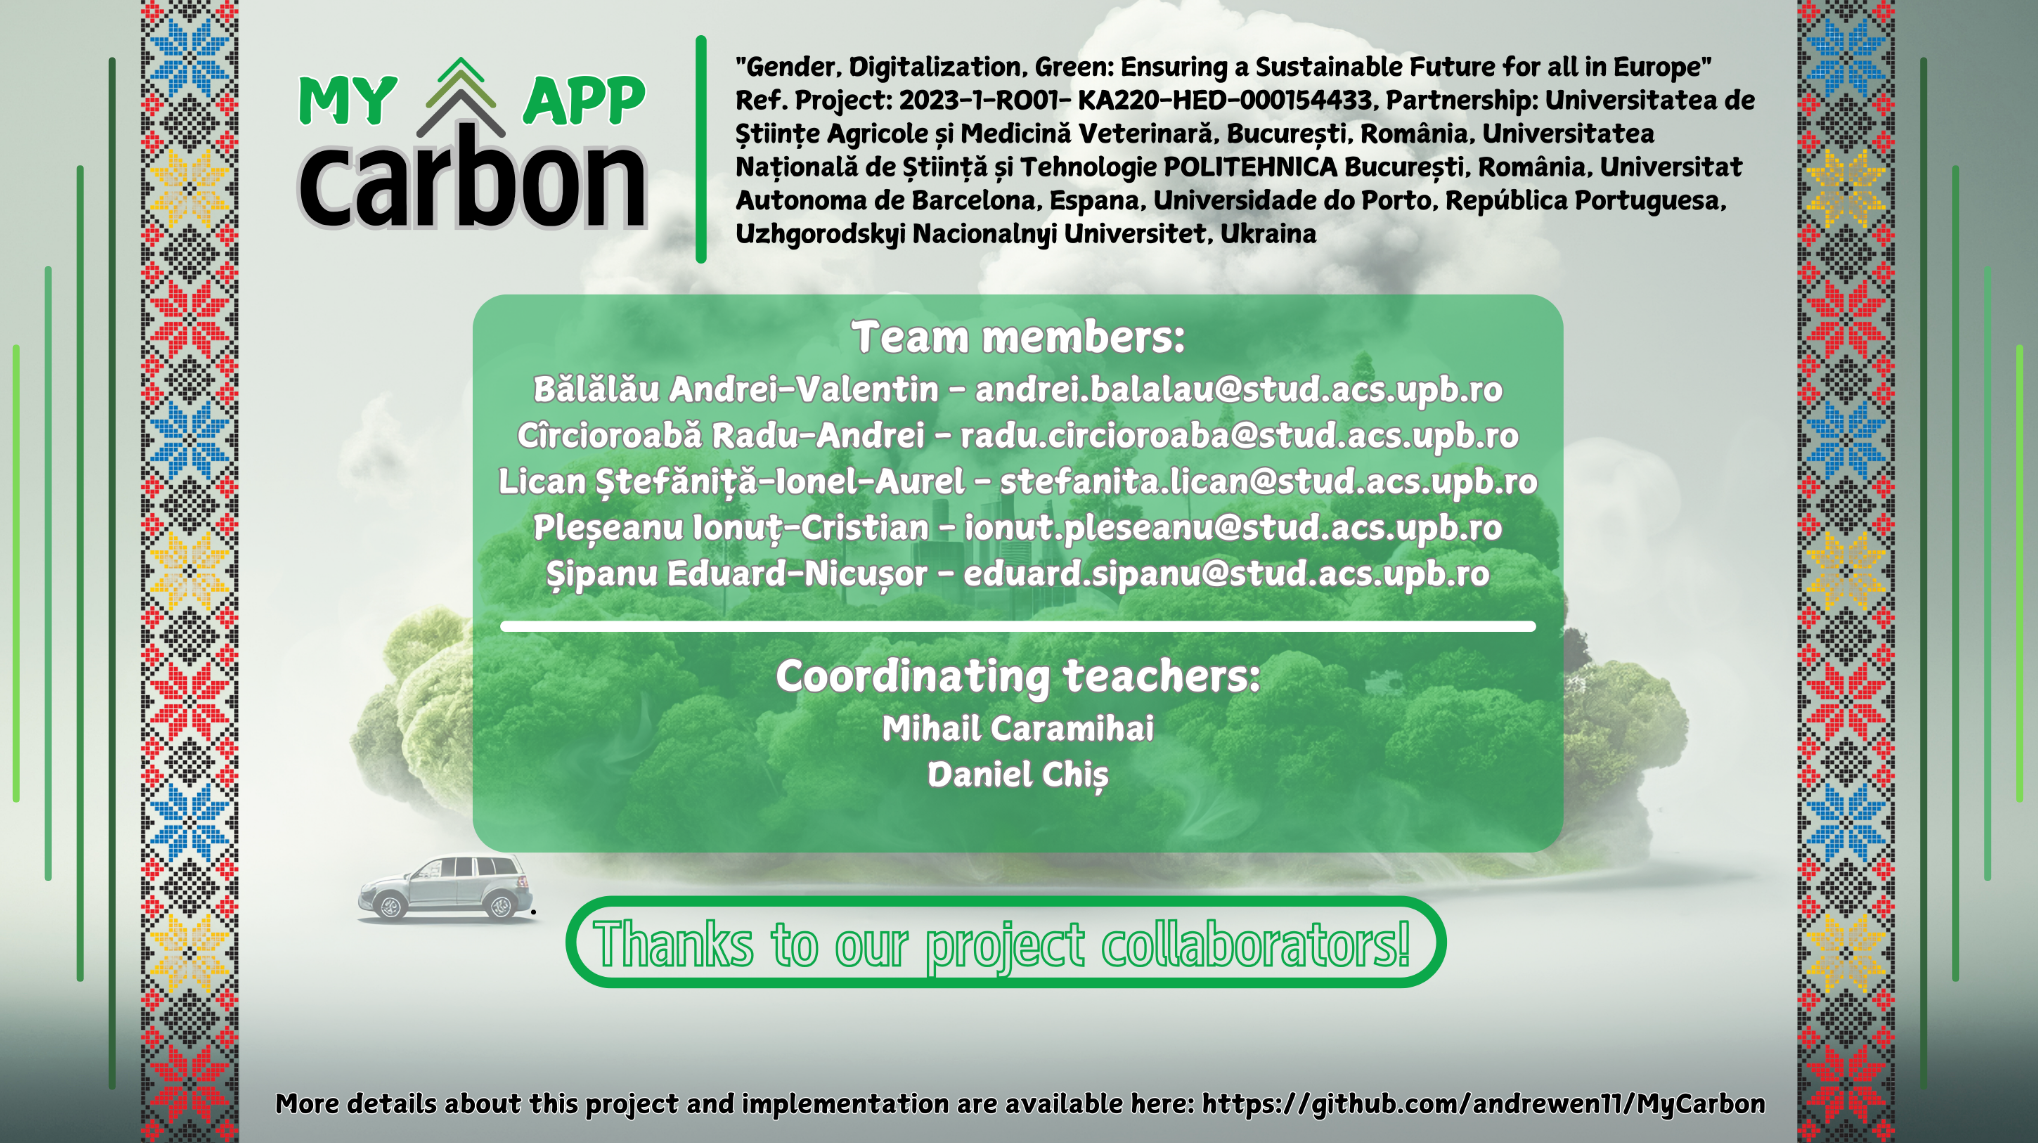 MY APP
carbon
"Gender, Digitalization, Green: Ensuring a Sustainable Future for all in Europe"
Ref. Project: 2023-1-RO01- KA220-HED-000154433, Partnership: Universitatea de
Științe Agricole și Medicină Veterinară, București, România, Universitatea
Națională de Știință și Tehnologie POLITEHNICA București, România, Universitat
Autonoma de Barcelona, Espana, Universidade do Porto, República Portuguesa,
Uzhgorodskyi Nacionalnyi Universitet, Ukraina
Team members:
Bălălău Andrei-Valentin - andrei.balalau@stud.acs.upb.ro
Cîrcioroabă Radu-Andrei - radu.circioroaba@stud.acs.upb.ro
Lican Ștefăniță-Ionel-Aurel - stefanita.lican@stud.acs.upb.ro
Pleșeanu Ionuț-Cristian - ionut.pleseanu@stud.acs.upb.ro
Șipanu Eduard-Nicușor - eduard.sipanu@stud.acs.upb.ro
Coordinating teachers:
Mihail Caramihai
Daniel Chiș
Thanks to our project collaborators!
More details about this project and implementation are available here: https://github.com/andrewen11/MyCarbon